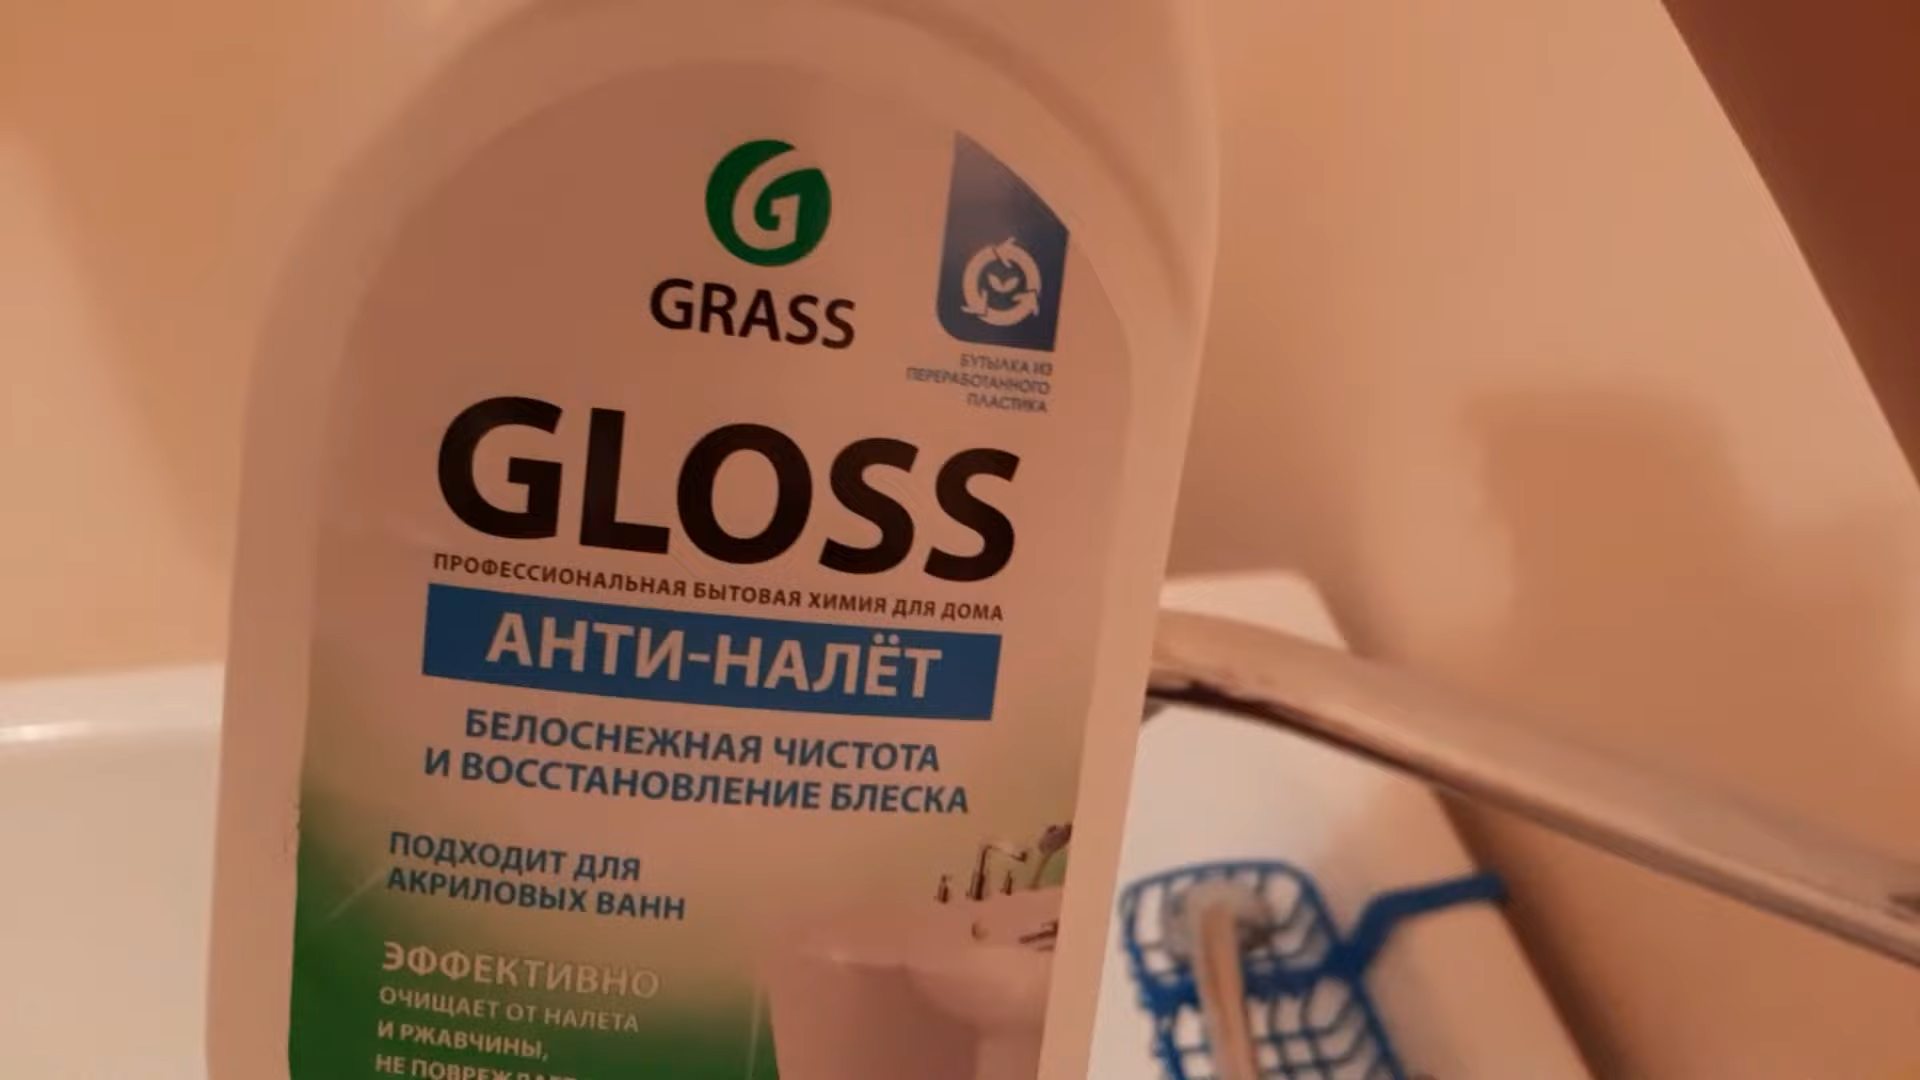 GRASS
БУТЫЛКА ИЗ
ПЕРЕРАБОТАННОГО
ПЛАСТИКА
GLOSS
ПРОФЕССИОНАЛЬНАЯ БЫТОВАЯ ХИМИЯ ДЛЯ ДОМА
АНТИ-НАЛЁТ
БЕЛОСНЕЖНАЯ ЧИСТОТА
И ВОССТАНОВЛЕНИЕ БЛЕСКА
ПОДХОДИТ ДЛЯ
АКРИЛОВЫХ ВАНН
ЭФФЕКТИВНО
ОЧИЩАЕТ ОТ НАЛЕТА
И РЖАВЧИНЫ,
НЕ